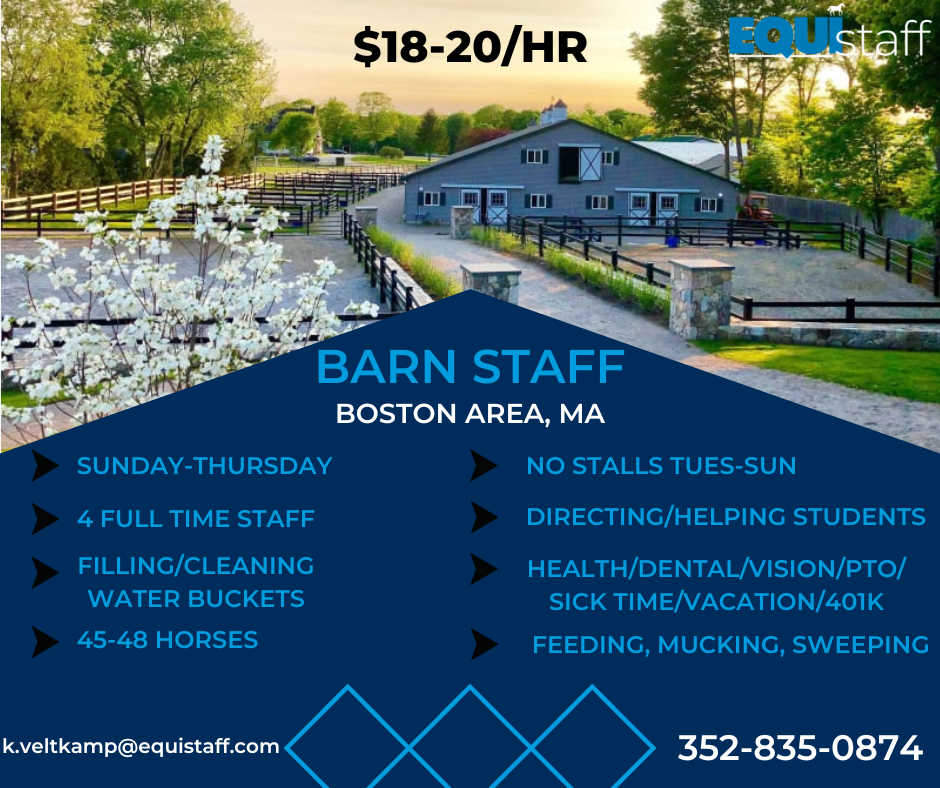 $18-20/HR
EQUistaff
BARN STAFF
BOSTON AREA, MA
SUNDAY-THURSDAY
4 FULL TIME STAFF
FILLING/CLEANING
WATER BUCKETS
45-48 HORSES
NO STALLS TUES-SUN
DIRECTING/HELPING STUDENTS
HEALTH/DENTAL/VISION/PTO/
SICK TIME/VACATION/401K
FEEDING, MUCKING, SWEEPING
k.veltkamp@equistaff.com
352-835-0874